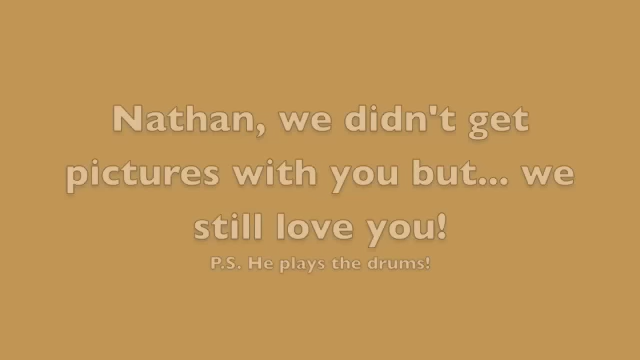 Nathan, we didn't get
pictures with you but... we
still love you!
P.S. He plays the drums!